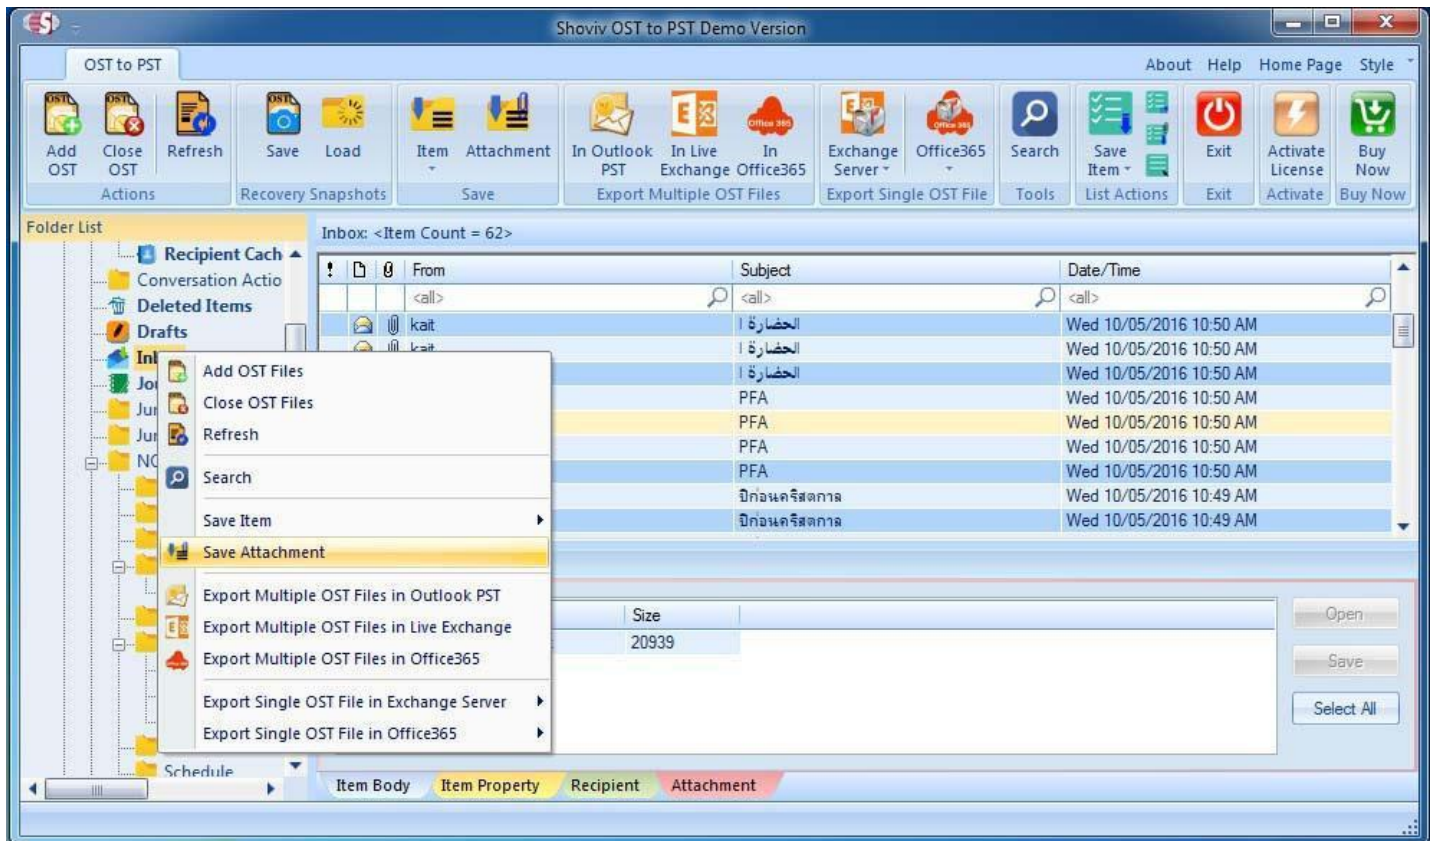 Shoviv OST to PST Demo Version
OST to PST
About Help Home Page Style
Add OST
Close OST
Refresh
Save
Load
Item
Attachment
In Outlook PST
In Live Exchange
In Office365
Exchange Server
Office365
Search
Save Item
Exit
Activate License
Buy Now
Actions
Recovery Snapshots
Save
Export Multiple OST Files
Export Single OST File
Tools
List Actions
Exit
Activate
Buy Now
Folder List
Recipient Cach
Conversation Actio
Deleted Items
Drafts
Schedule
Inbox: <Item Count = 62>
From Subject Date/Time
<all> <all> <all>
kait الحضارة ا Wed 10/05/2016 10:50 AM
kait الحضارة ا Wed 10/05/2016 10:50 AM
الحضارة ا Wed 10/05/2016 10:50 AM
PFA Wed 10/05/2016 10:50 AM
PFA Wed 10/05/2016 10:50 AM
PFA Wed 10/05/2016 10:50 AM
PFA Wed 10/05/2016 10:50 AM
ปีก่อนคริสตกาล Wed 10/05/2016 10:49 AM
ปีก่อนคริสตกาล Wed 10/05/2016 10:49 AM
Add OST Files
Close OST Files
Refresh
Search
Save Item
Save Attachment
Export Multiple OST Files in Outlook PST
Export Multiple OST Files in Live Exchange
Export Multiple OST Files in Office365
Export Single OST File in Exchange Server
Export Single OST File in Office365
Size
20939
Open
Save
Select All
Item Body Item Property Recipient Attachment